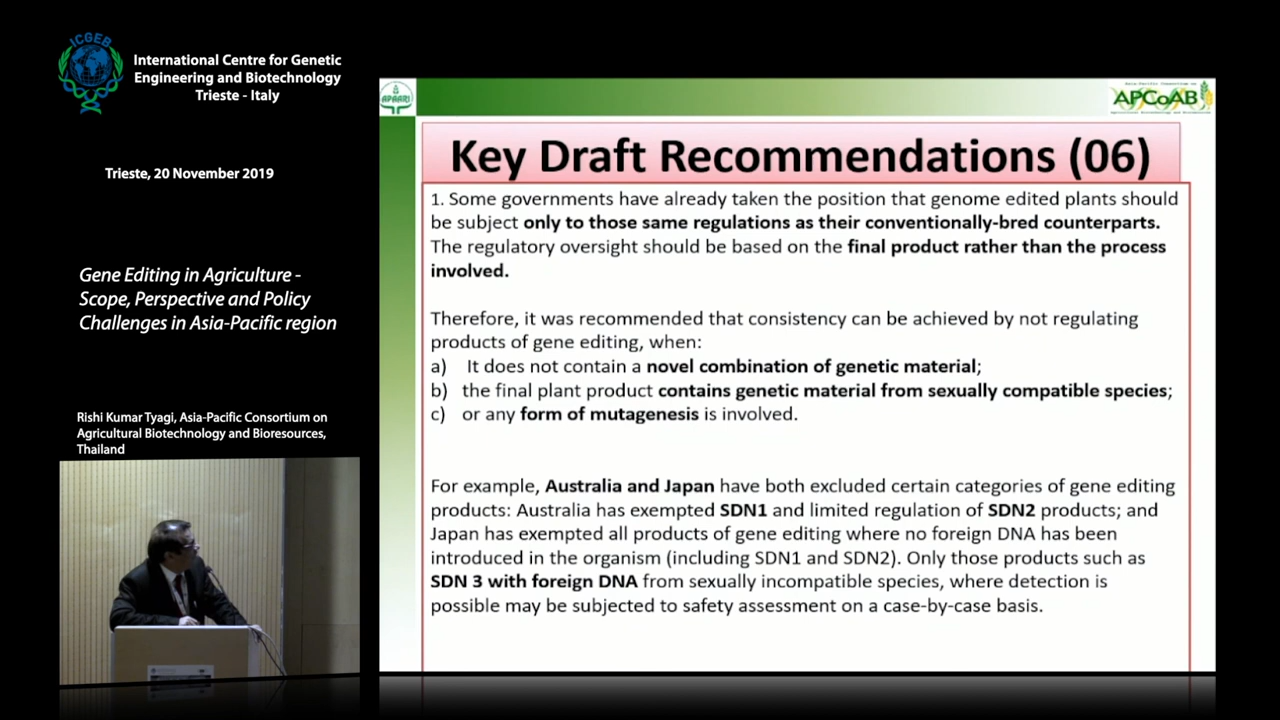 ICGEB
International Centre for Genetic
Engineering and Biotechnology
Trieste - Italy
Trieste, 20 November 2019
Gene Editing in Agriculture -
Scope, Perspective and Policy
Challenges in Asia-Pacific region
Rishi Kumar Tyagi, Asia-Pacific Consortium on
Agricultural Biotechnology and Bioresources,
Thailand
APAARI
APCoAB
Key Draft Recommendations (06)
1. Some governments have already taken the position that genome edited plants should
be subject only to those same regulations as their conventionally-bred counterparts.
The regulatory oversight should be based on the final product rather than the process
involved.
Therefore, it was recommended that consistency can be achieved by not regulating
products of gene editing, when:
a) It does not contain a novel combination of genetic material;
b) the final plant product contains genetic material from sexually compatible species;
c) or any form of mutagenesis is involved.
For example, Australia and Japan have both excluded certain categories of gene editing
products: Australia has exempted SDN1 and limited regulation of SDN2 products; and
Japan has exempted all products of gene editing where no foreign DNA has been
introduced in the organism (including SDN1 and SDN2). Only those products such as
SDN 3 with foreign DNA from sexually incompatible species, where detection is
possible may be subjected to safety assessment on a case-by-case basis.